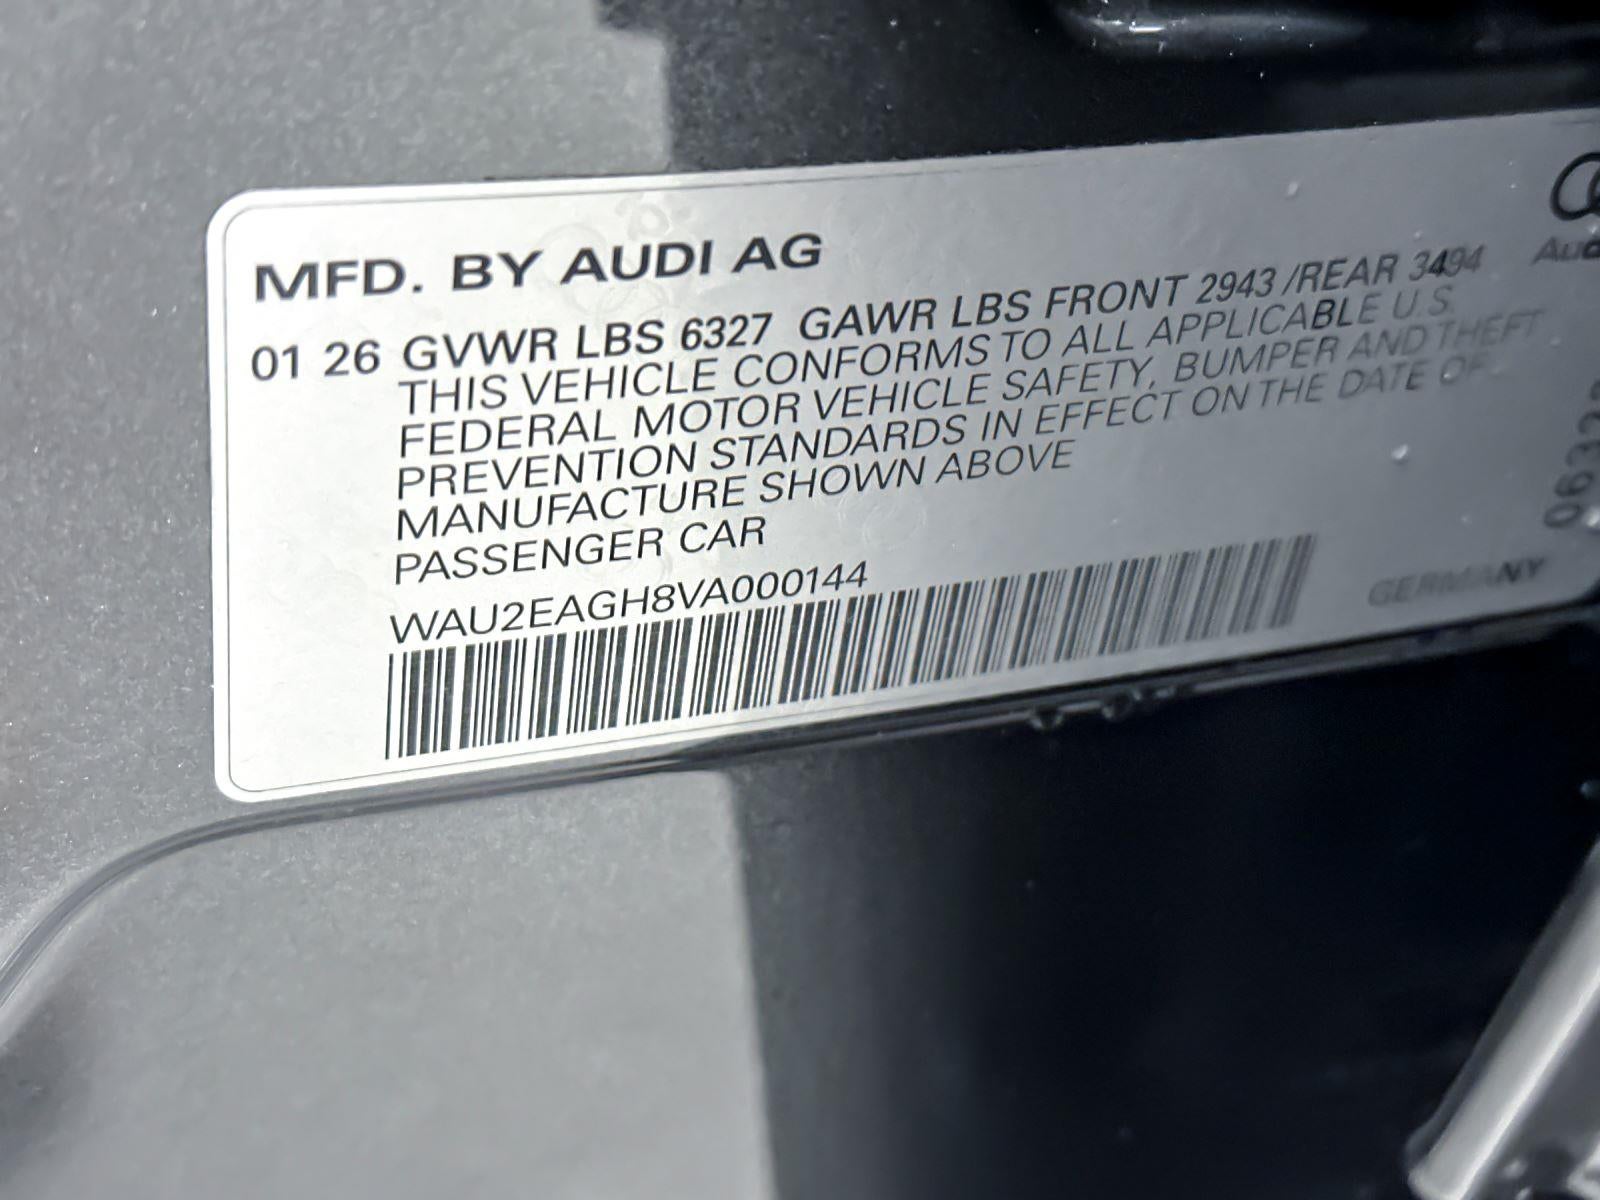 MFD. BY AUDI AG
01 26 GVWR LBS 6327 GAWR LBS FRONT 2943 /REAR 3494
THIS VEHICLE CONFORMS TO ALL APPLICABLE U.S.
FEDERAL MOTOR VEHICLE SAFETY, BUMPER AND THEFT
PREVENTION STANDARDS IN EFFECT ON THE DATE OF
MANUFACTURE SHOWN ABOVE
PASSENGER CAR
WAU2EAGH8VA000144
GERMANY